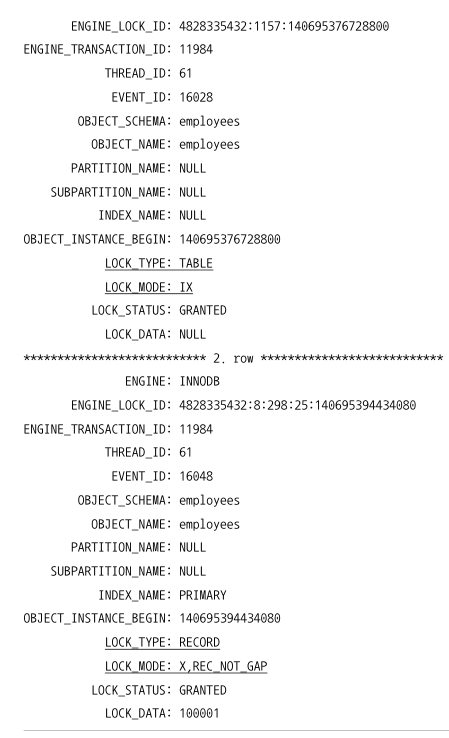 ENGINE_LOCK_ID: 4828335432:1157:140695376728800
ENGINE_TRANSACTION_ID: 11984
THREAD_ID: 61
EVENT_ID: 16028
OBJECT_SCHEMA: employees
OBJECT_NAME: employees
PARTITION_NAME: NULL
SUBPARTITION_NAME: NULL
INDEX_NAME: NULL
OBJECT_INSTANCE_BEGIN: 140695376728800
LOCK_TYPE: TABLE
LOCK_MODE: IX
LOCK_STATUS: GRANTED
LOCK_DATA: NULL
*************************** 2. row ***************************
ENGINE: INNODB
ENGINE_LOCK_ID: 4828335432:8:298:25:140695394434080
ENGINE_TRANSACTION_ID: 11984
THREAD_ID: 61
EVENT_ID: 16048
OBJECT_SCHEMA: employees
OBJECT_NAME: employees
PARTITION_NAME: NULL
SUBPARTITION_NAME: NULL
INDEX_NAME: PRIMARY
OBJECT_INSTANCE_BEGIN: 140695394434080
LOCK_TYPE: RECORD
LOCK_MODE: X,REC_NOT_GAP
LOCK_STATUS: GRANTED
LOCK_DATA: 100001